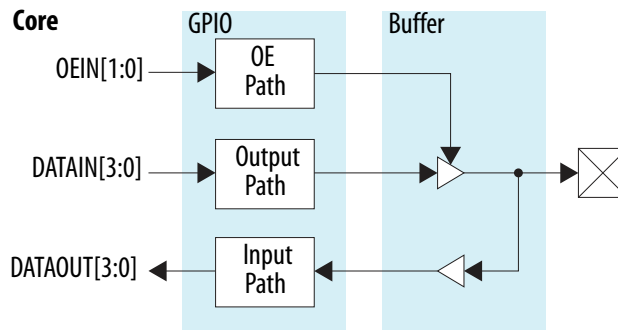 Core
GPIO
Buffer
OEIN[1:0]
OE
Path
DATAIN[3:0]
Output
Path
DATAOUT[3:0]
Input
Path